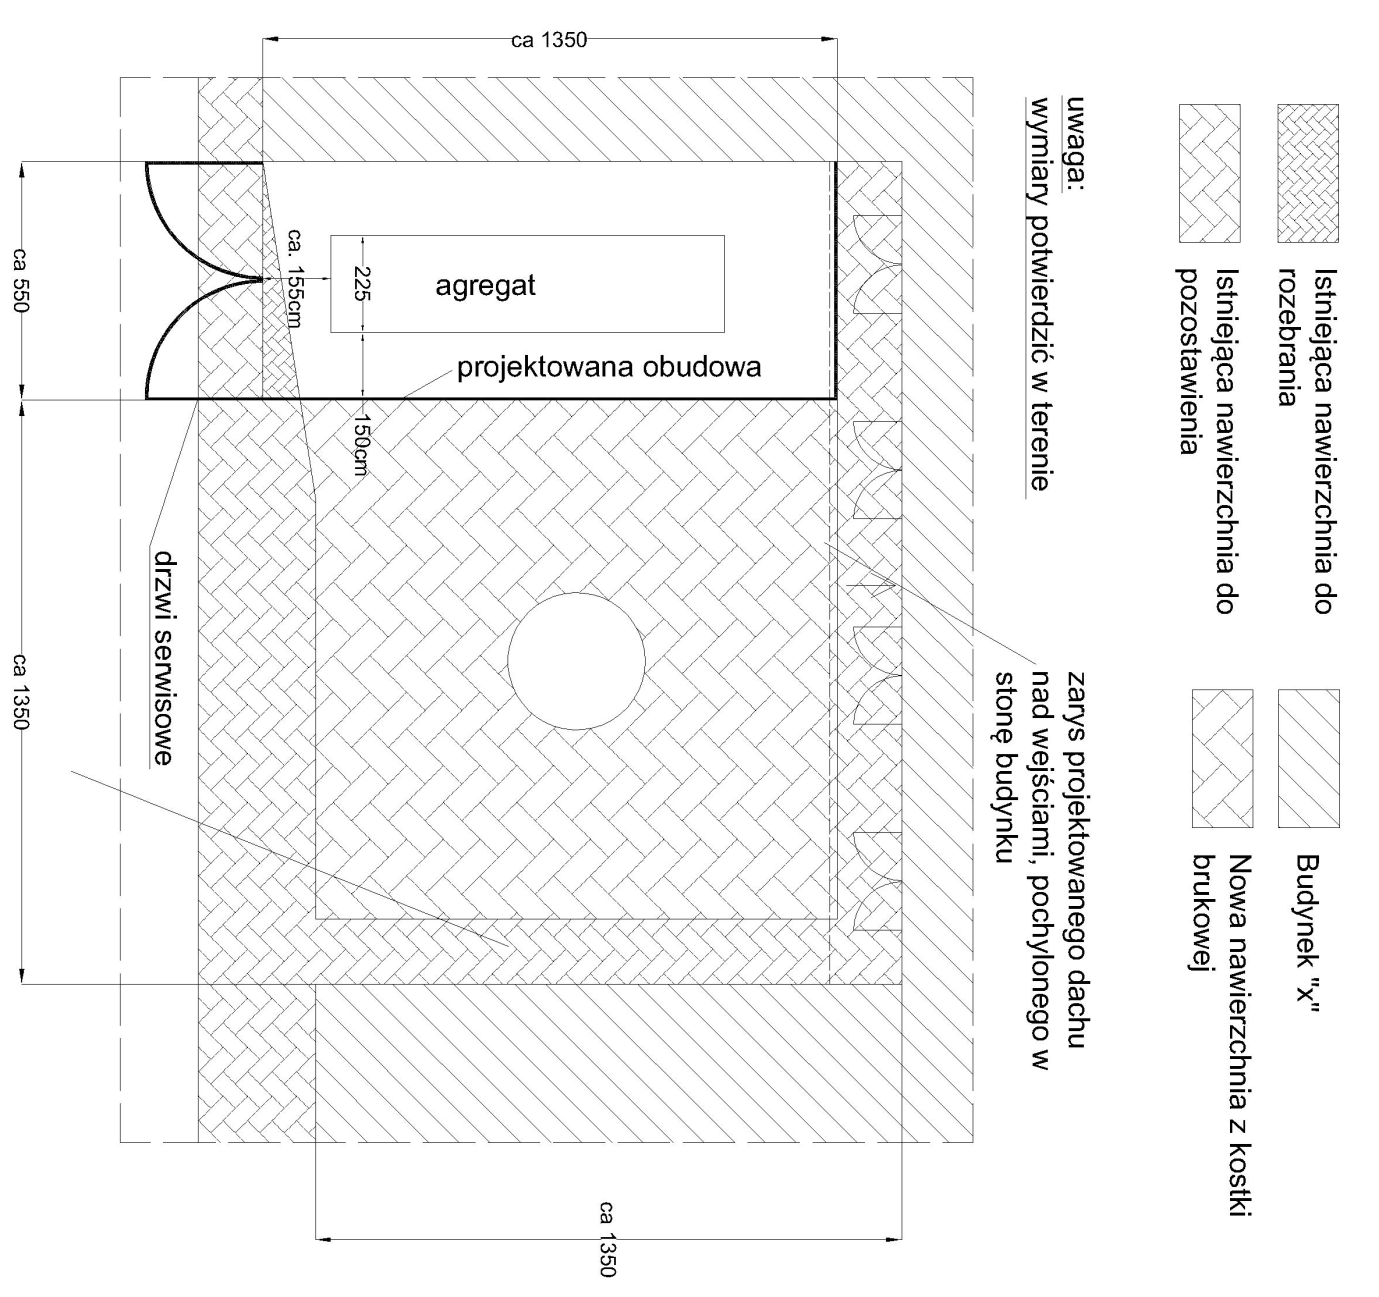 ca 1350
uwaga:
wymiary potwierdzić w terenie
Istniejąca nawierzchnia do
rozebrania
Istniejąca nawierzchnia do
pozostawienia
Budynek "x"
Nowa nawierzchnia z kostki
brukowej
zarys projektowanego dachu
nad wejściami, pochylonego w
stonę budynku
ca. 155cm
225
agregat
projektowana obudowa
150cm
ca 550
drzwi serwisowe
ca 1350
ca 1350